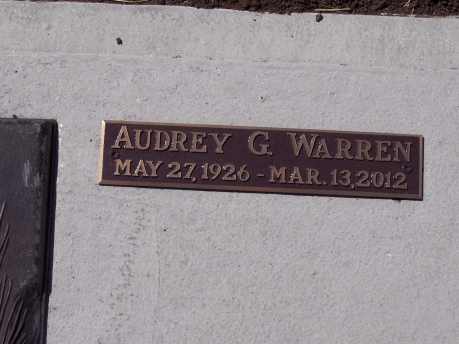 AUDREY G. WARREN
MAY 27, 1926 - MAR. 13, 2012